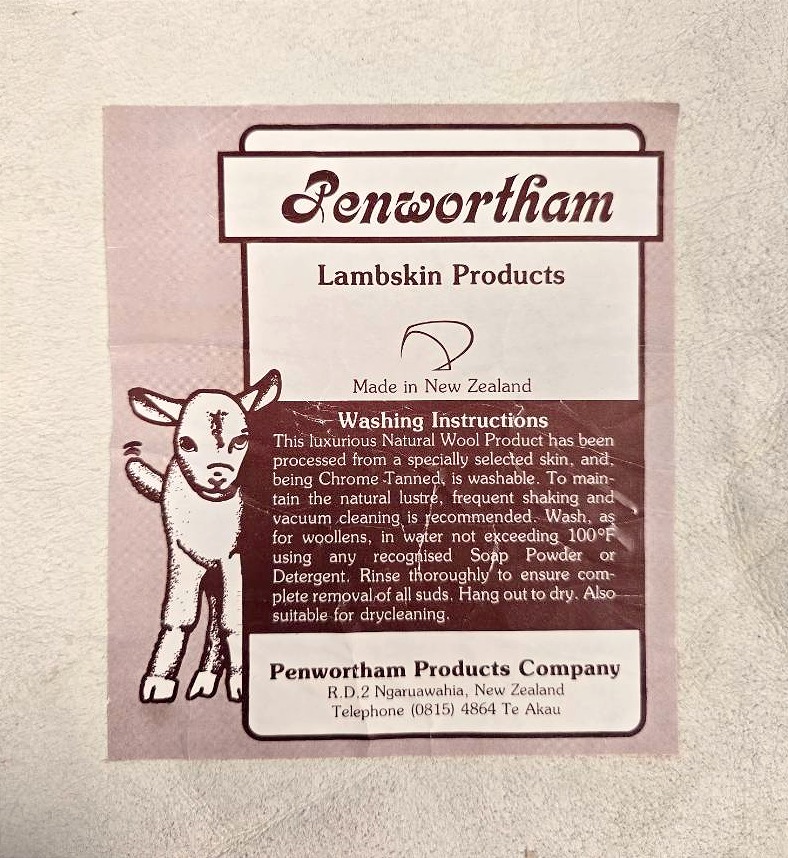 Penwortham
Lambskin Products
Made in New Zealand
Washing Instructions
This luxurious Natural Wool Product has been
processed from a specially selected skin, and,
being Chrome Tanned, is washable. To main-
tain the natural lustre, frequent shaking and
vacuum cleaning is recommended. Wash, as
for woollens, in water not exceeding 100°F
using any recognised Soap Powder or
Detergent. Rinse thoroughly to ensure com-
plete removal of all suds. Hang out to dry. Also
suitable for drycleaning.
Penwortham Products Company
R.D.2 Ngaruawahia, New Zealand
Telephone (0815) 4864 Te Akau